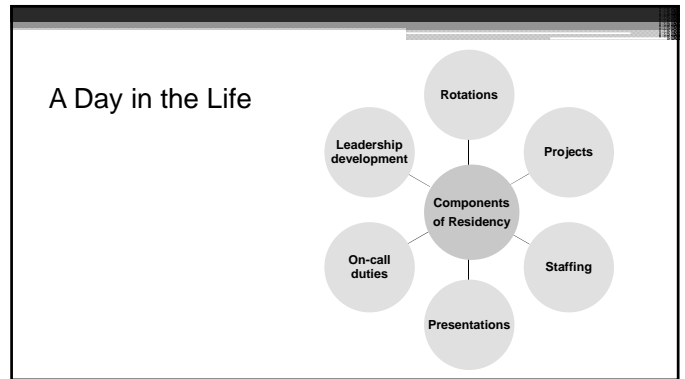 A Day in the Life
Rotations
Projects
Staffing
Presentations
On-call
duties
Leadership
development
Components
of Residency